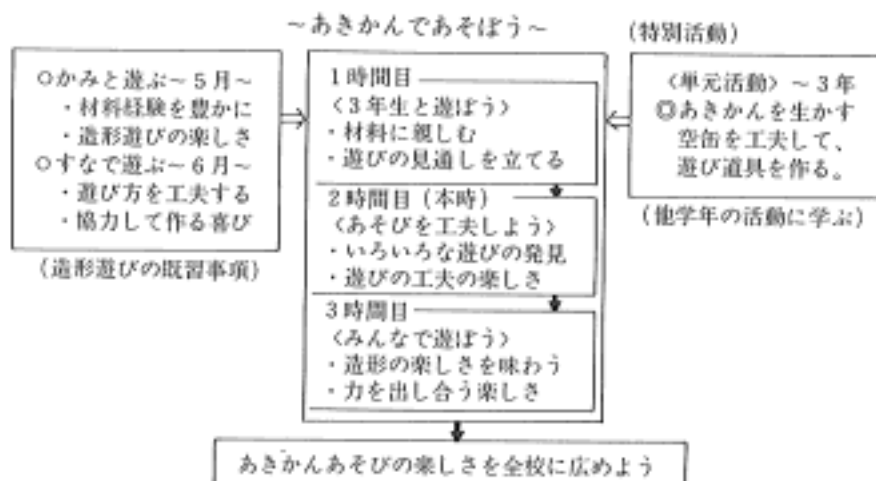 ～あきかんであそぼう～
○かみと遊ぶ～5月～
・材料経験を豊かに
・造形遊びの楽しさ
○すなで遊ぶ～6月～
・遊び方を工夫する
・協力して作る喜び
(造形遊びの既習事項)
1時間目
〈3年生と遊ぼう〉
・材料に親しむ
・遊びの見通しを立てる
2時間目(本時)
〈あそびを工夫しよう〉
・いろいろな遊びの発見
・遊びの工夫の楽しさ
3時間目
〈みんなで遊ぼう〉
・造形の楽しさを味わう
・力を出し合う楽しさ
(特別活動)
〈単元活動〉～3年
◎あきかんを生かす
空缶を工夫して、
遊び道具を作る。
(他学年の活動に学ぶ)
あきかんあそびの楽しさを全校に広めよう